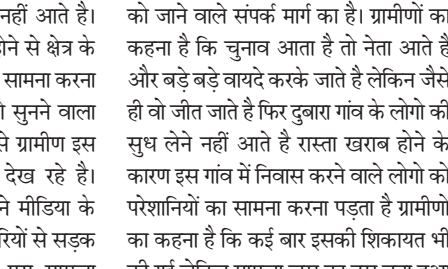 नहीं आते है।
होने से क्षेत्र के
सामना करना
सुनने वाला
से ग्रामीण इस
देख रहे है।
ने मीडिया के
रियों से सड़क
को जाने वाले संपर्क मार्ग का है। ग्रामीणों का
कहना है कि चुनाव आता है तो नेता आते है
और बड़े बड़े वायदे करके जाते है लेकिन जैसे
ही वो जीत जाते है फिर दुबारा गांव के लोगो की
सुध लेने नहीं आते है रास्ता खराब होने के
कारण इस गांव में निवास करने वाले लोगो को
परेशानियों का सामना करना पड़ता है ग्रामीणो
का कहना है कि कई बार इसकी शिकायत भी